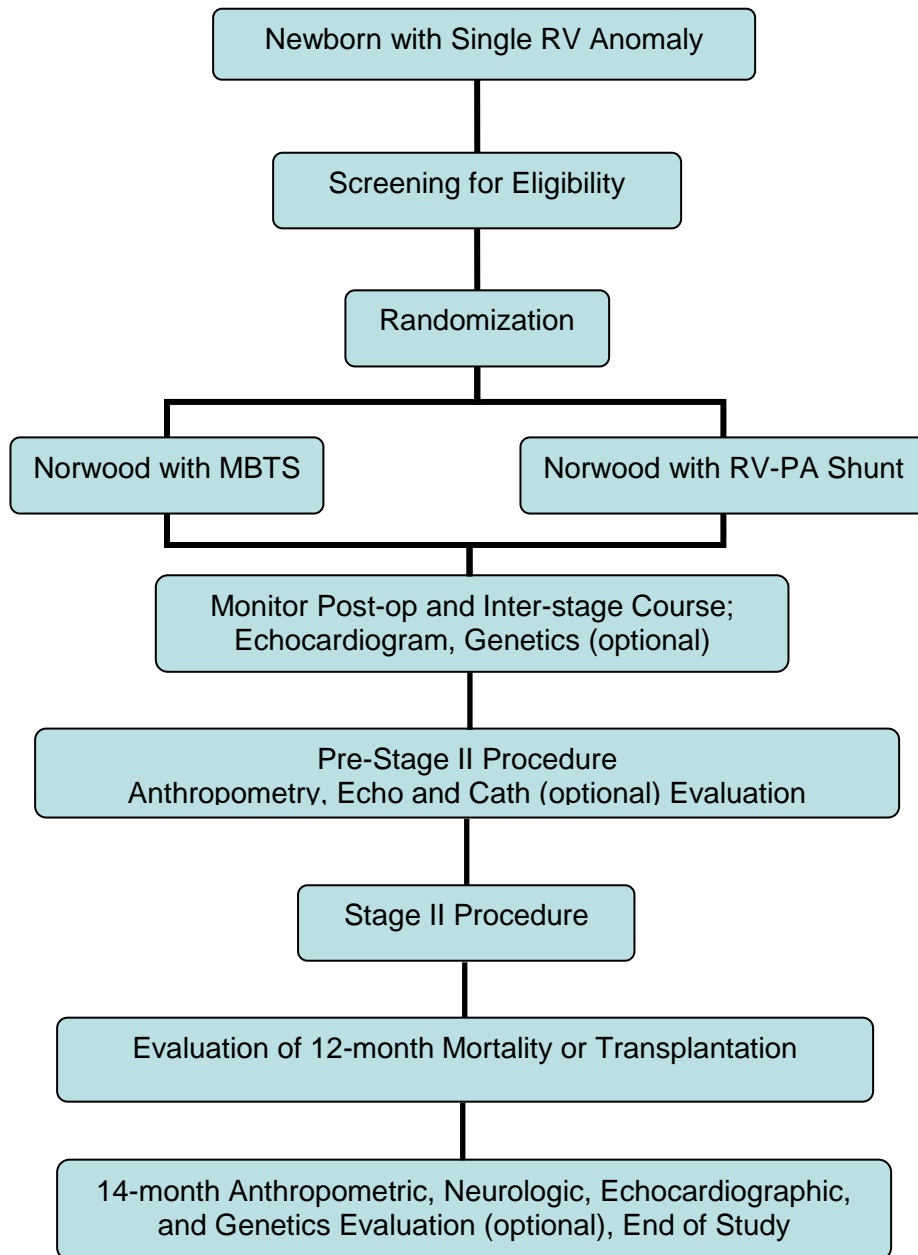 Newborn with Single RV Anomaly
Screening for Eligibility
Randomization
Norwood with MBTS
Norwood with RV-PA Shunt
Monitor Post-op and Inter-stage Course;
Echocardiogram, Genetics (optional)
Pre-Stage II Procedure
Anthropometry, Echo and Cath (optional) Evaluation
Stage II Procedure
Evaluation of 12-month Mortality or Transplantation
14-month Anthropometric, Neurologic, Echocardiographic,
and Genetics Evaluation (optional), End of Study